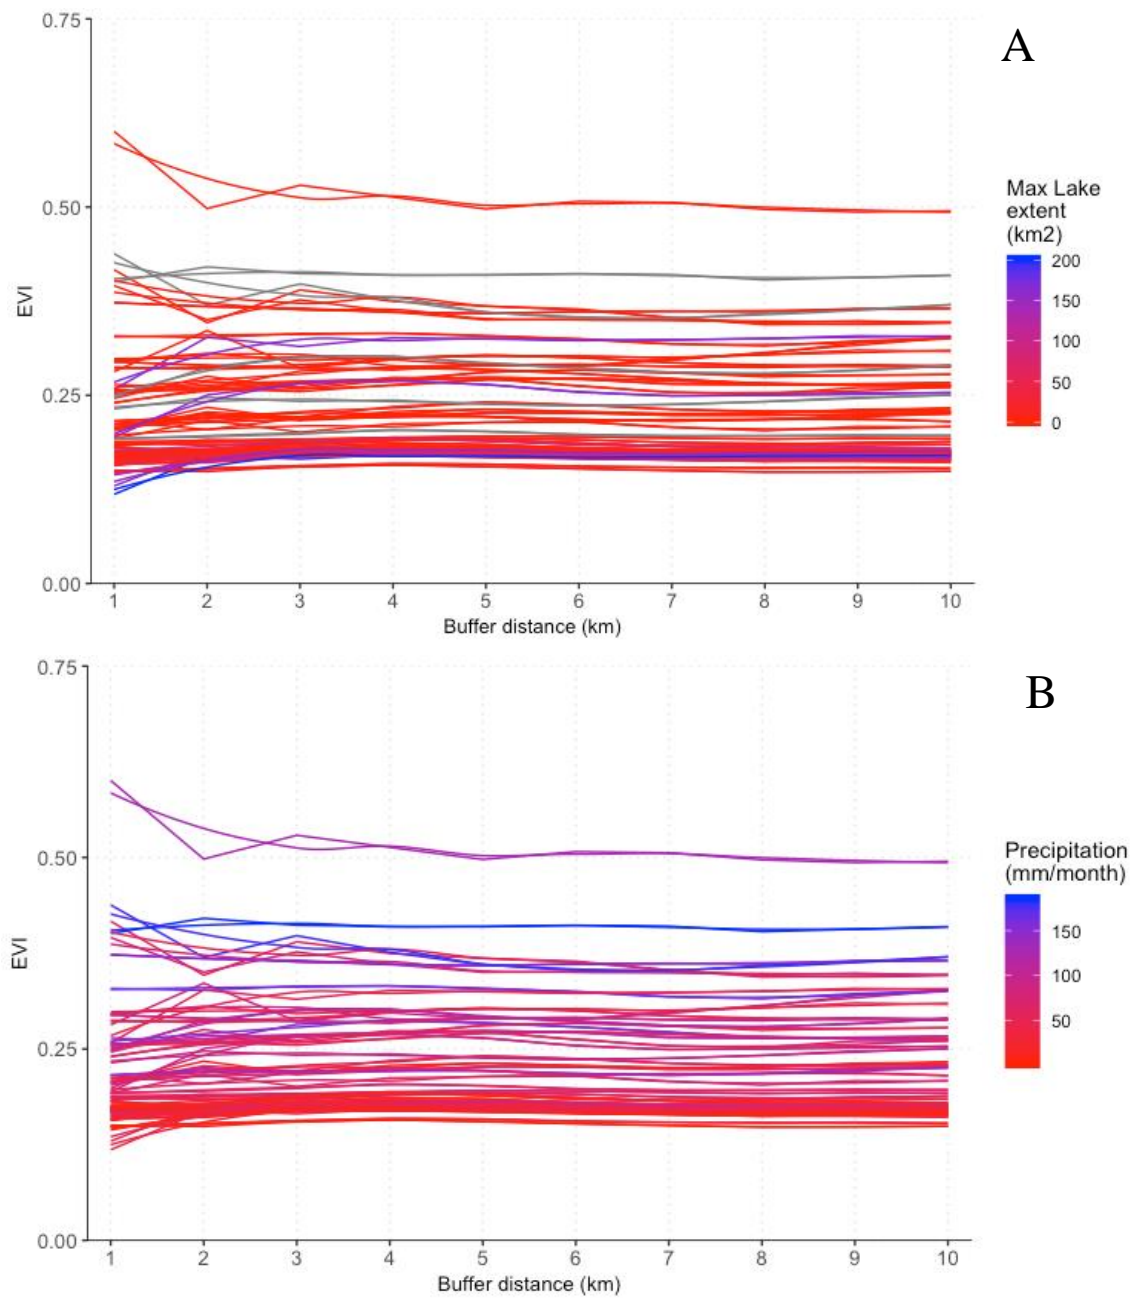 A
0.75
0.50
0.25
0.00
EVI
1 2 3 4 5 6 7 8 9 10
Buffer distance (km)
Max Lake
extent
(km2)
200
150
100
50
0
B
0.75
0.50
0.25
0.00
EVI
1 2 3 4 5 6 7 8 9 10
Buffer distance (km)
Precipitation
(mm/month)
150
100
50